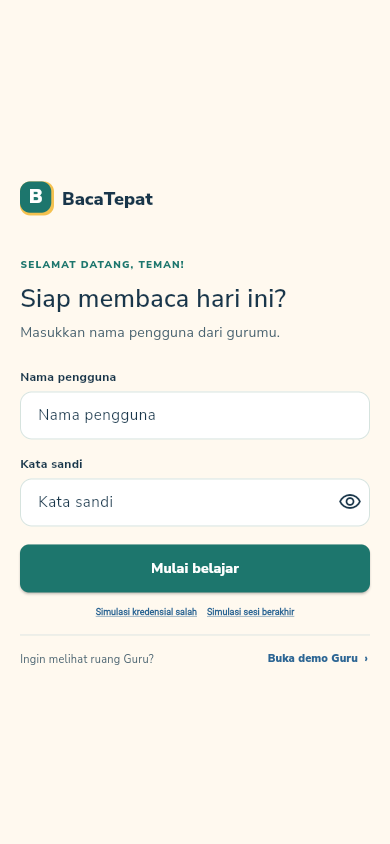 B BacaTepat
SELAMAT DATANG, TEMAN!
Siap membaca hari ini?
Masukkan nama pengguna dari gurumu.
Nama pengguna
Nama pengguna
Kata sandi
Kata sandi
Mulai belajar
Simulasi kredensial salah Simulasi sesi berakhir
Ingin melihat ruang Guru? Buka demo Guru ›